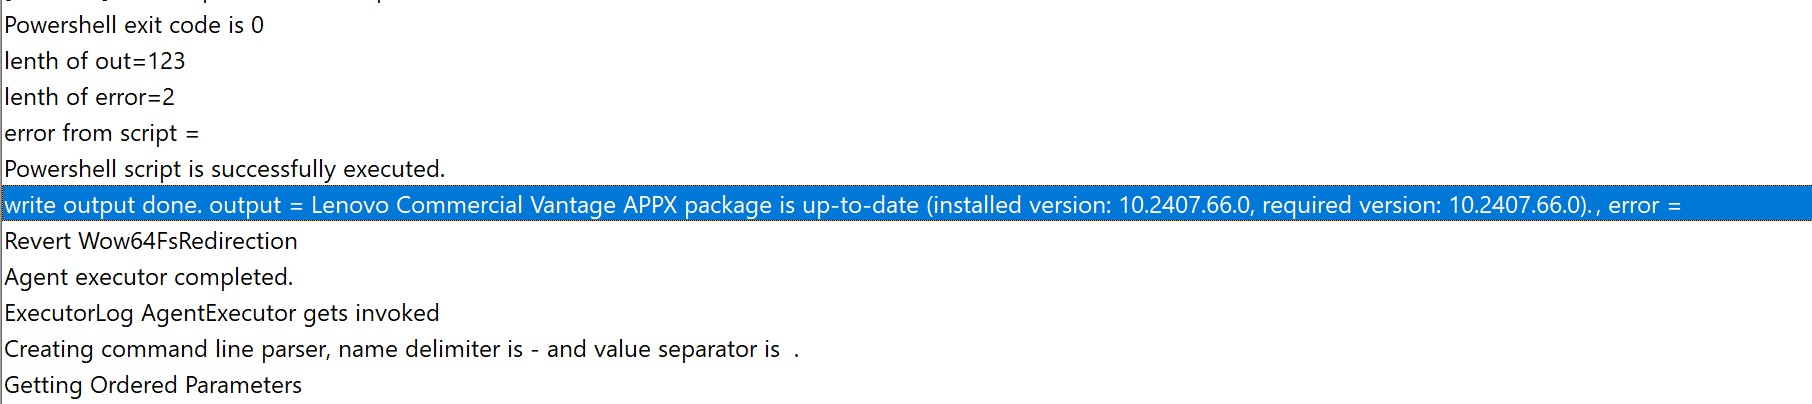 Powershell exit code is 0
lenth of out=123
lenth of error=2
error from script =
Powershell script is successfully executed.
write output done. output = Lenovo Commercial Vantage APPX package is up-to-date (installed version: 10.2407.66.0, required version: 10.2407.66.0)., error =
Revert Wow64FsRedirection
Agent executor completed.
ExecutorLog AgentExecutor gets invoked
Creating command line parser, name delimiter is - and value separator is  .
Getting Ordered Parameters